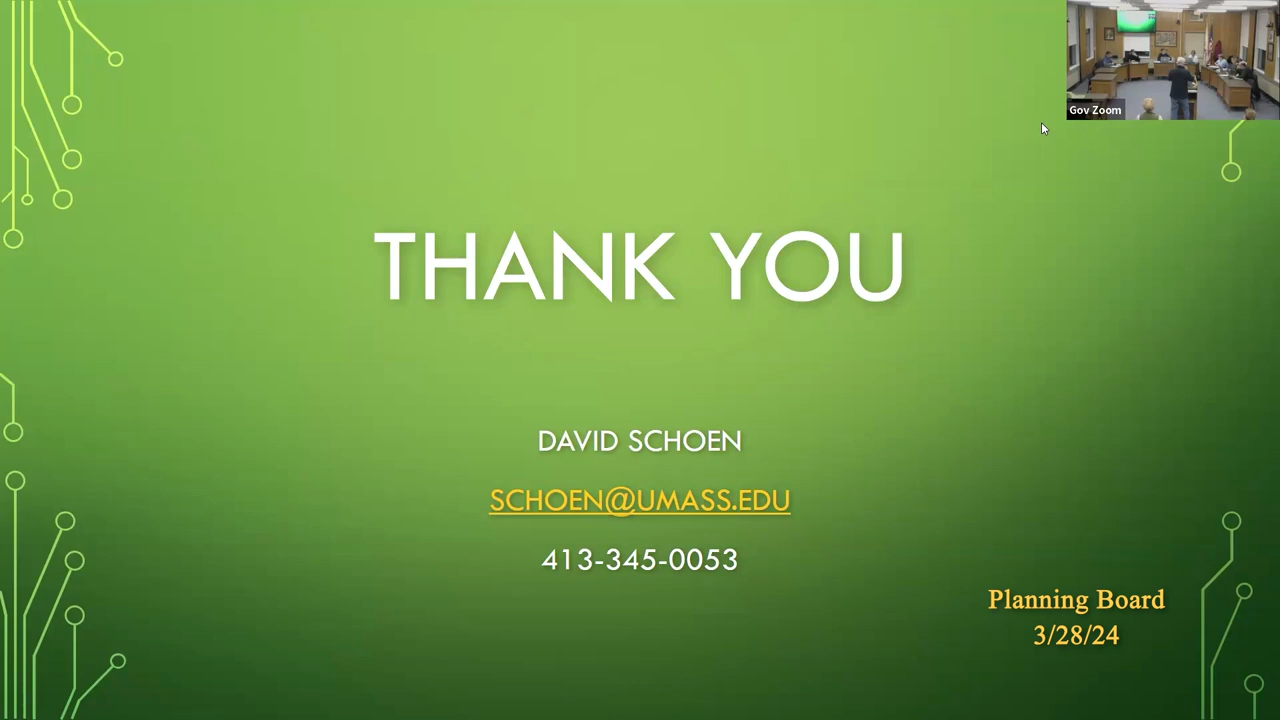 Gov Zoom
THANK YOU
DAVID SCHOEN
SCHOEN@UMASS.EDU
413-345-0053
Planning Board
3/28/24